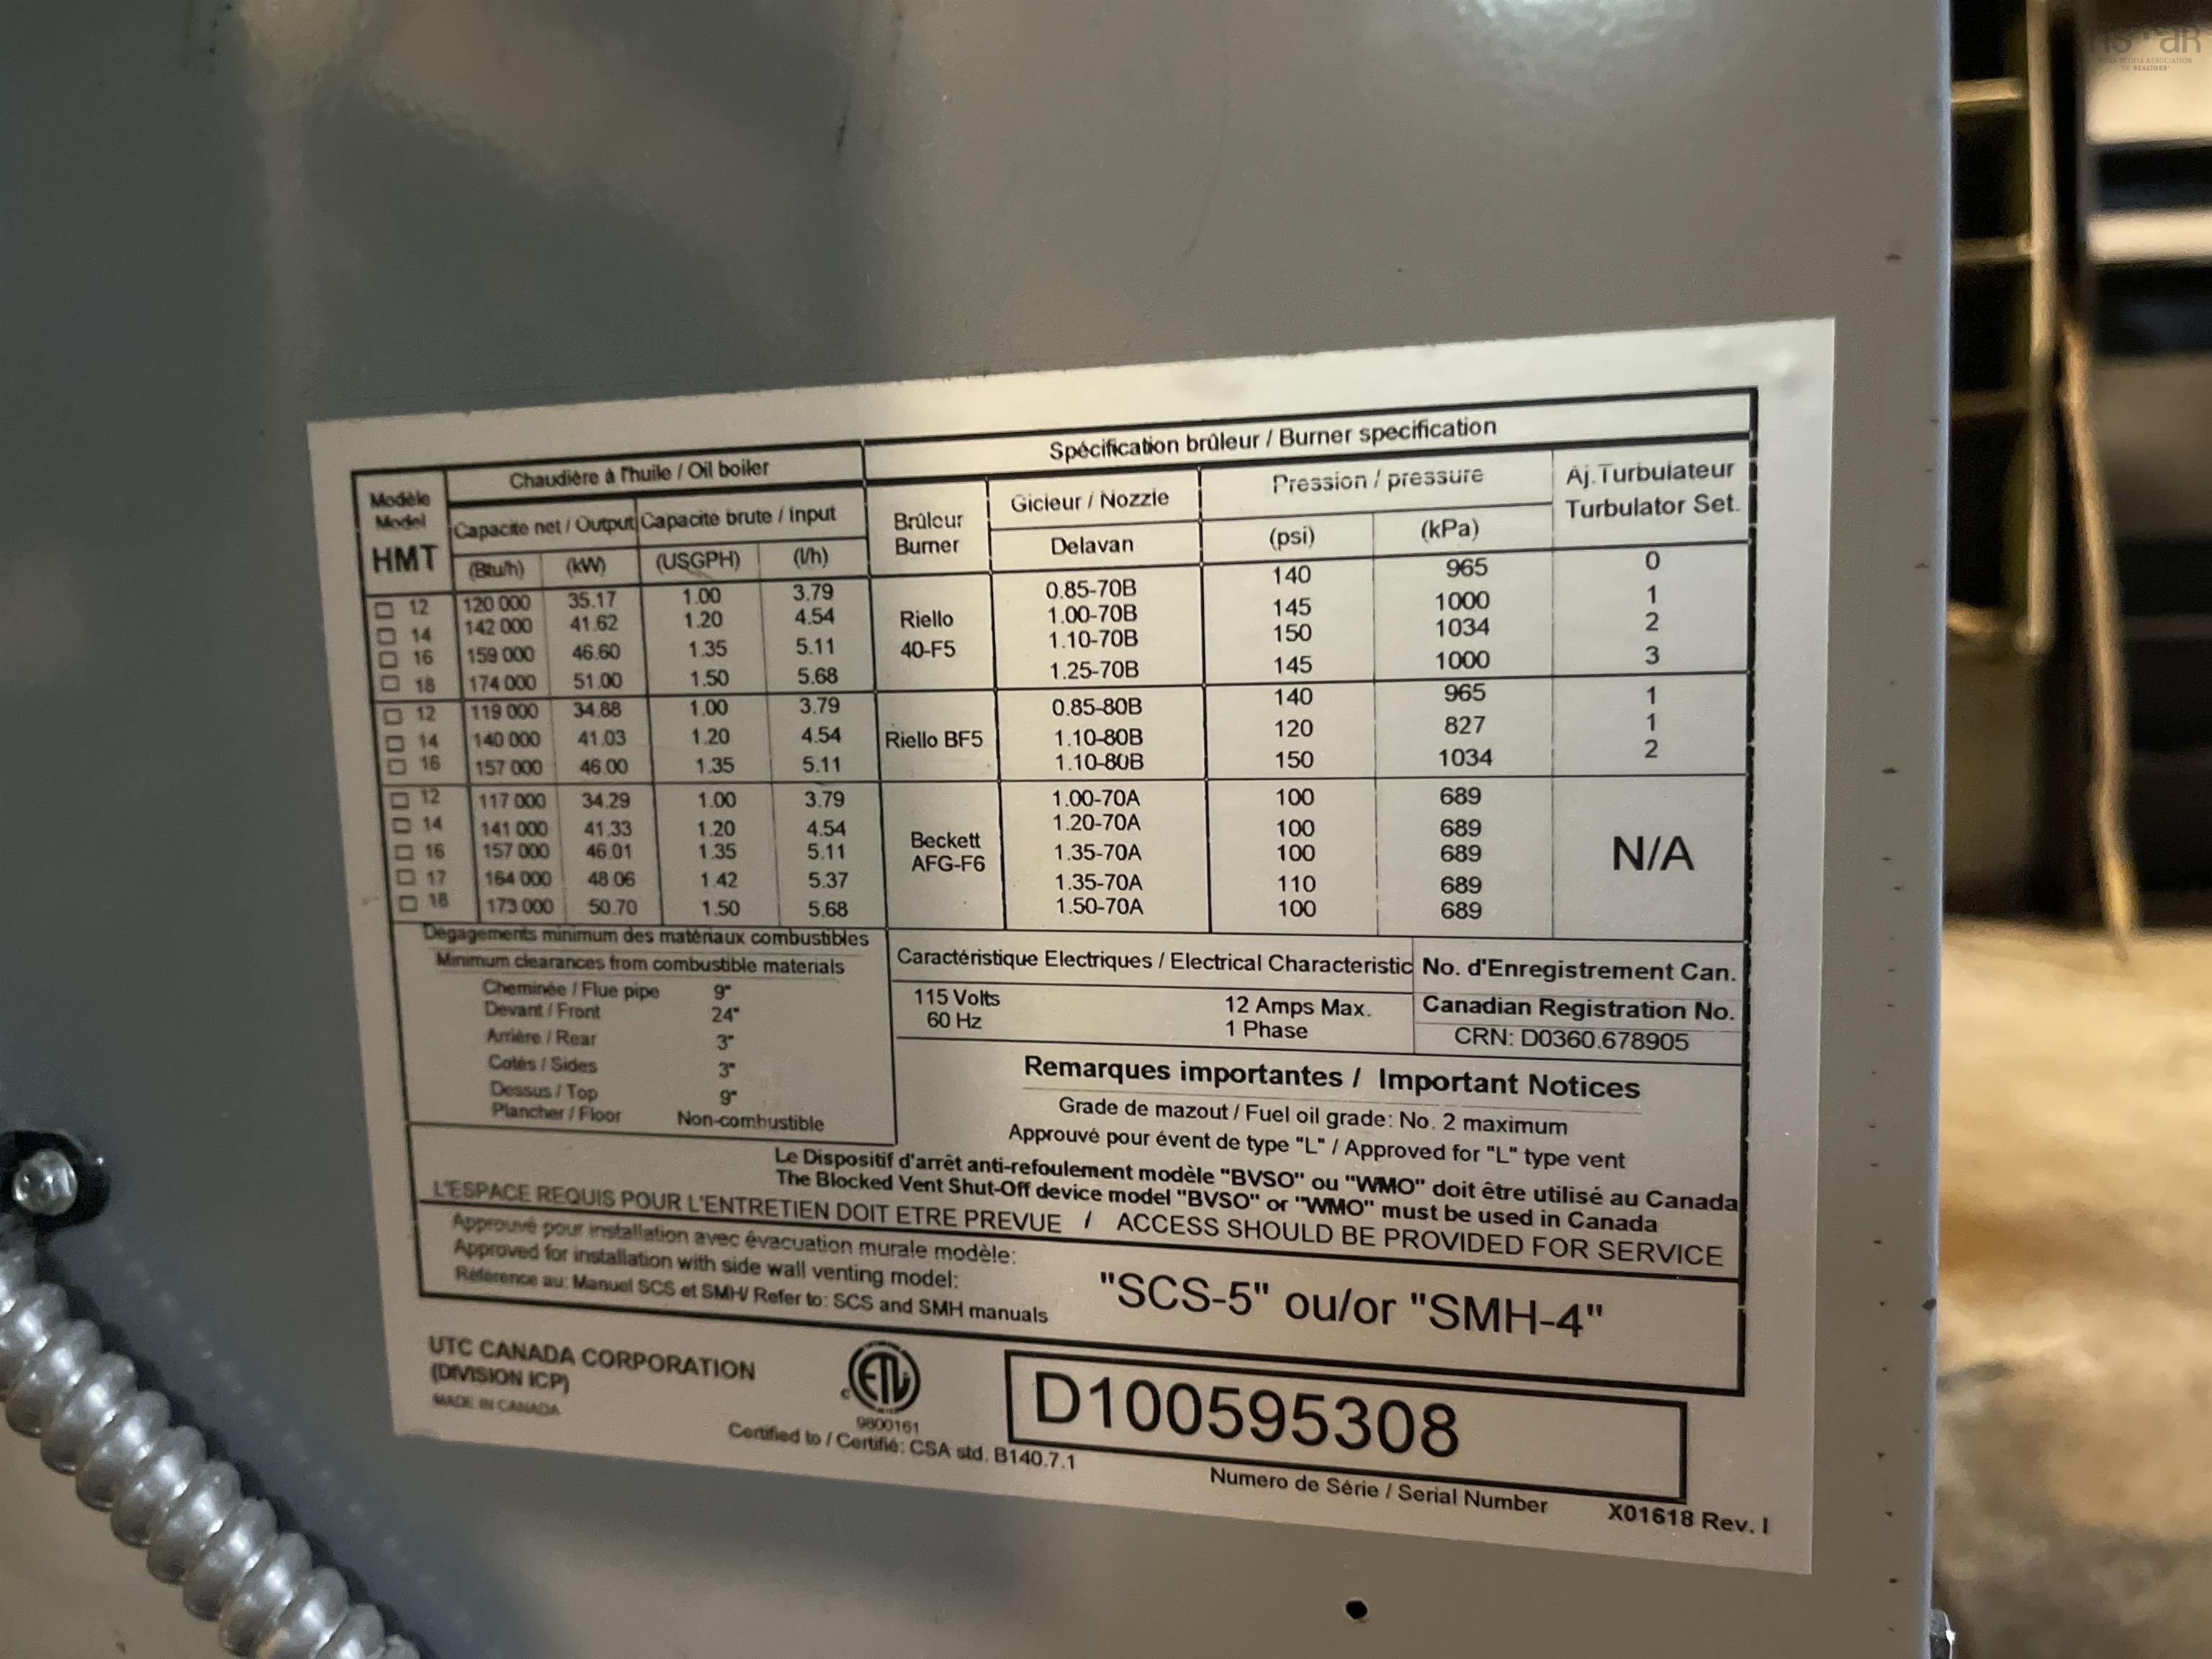 NOVA SCOTIA ASSOCIATION
OF REALTORS®
Spécification brûleur / Burner specification
Chaudière à l'huile / Oil boiler
Modèle
Model
HMT
Capacite net / Output Capacité brute / Input
(Btu/h) (kW) (USGPH) (l/h)
Brûleur
Burner
Gicleur / Nozzle
Delavan
Pression / pressure
(psi) (kPa)
Aj.Turbulateur
Turbulator Set.
12 120 000 35.17 1.00 3.79 0.85-70B 140 965 0
14 142 000 41.62 1.20 4.54 Riello 1.00-70B 145 1000 1
16 159 000 46.60 1.35 5.11 40-F5 1.10-70B 150 1034 2
18 174 000 51.00 1.50 5.68 1.25-70B 145 1000 3
12 119 000 34.88 1.00 3.79 0.85-80B 140 965 1
14 140 000 41.03 1.20 4.54 Riello BF5 1.10-80B 120 827 1
16 157 000 46.00 1.35 5.11 1.10-80B 150 1034 2
12 117 000 34.29 1.00 3.79 1.00-70A 100 689
14 141 000 41.33 1.20 4.54 Beckett 1.20-70A 100 689
16 157 000 46.01 1.35 5.11 AFG-F6 1.35-70A 100 689 N/A
17 164 000 48.06 1.42 5.37 1.35-70A 110 689
18 173 000 50.70 1.50 5.68 1.50-70A 100 689
Dégagements minimum des matériaux combustibles
Minimum clearances from combustible materials
Cheminée / Flue pipe 9"
Devant / Front 24"
Arrière / Rear 3"
Cotés / Sides 3"
Dessus / Top 9"
Plancher / Floor Non-combustible
Caractéristique Electriques / Electrical Characteristic
115 Volts 12 Amps Max.
60 Hz 1 Phase
No. d'Enregistrement Can.
Canadian Registration No.
CRN: D0360.678905
Remarques importantes / Important Notices
Grade de mazout / Fuel oil grade: No. 2 maximum
Approuvé pour évent de type "L" / Approved for "L" type vent
Le Dispositif d'arrêt anti-refoulement modèle "BVSO" ou "WMO" doit être utilisé au Canada
The Blocked Vent Shut-Off device model "BVSO" or "WMO" must be used in Canada
L'ESPACE REQUIS POUR L'ENTRETIEN DOIT ETRE PREVUE / ACCESS SHOULD BE PROVIDED FOR SERVICE
Approuvé pour installation avec évacuation murale modèle:
Approved for installation with side wall venting model:
Référence au: Manuel SCS et SMH/ Refer to: SCS and SMH manuals
"SCS-5" ou/or "SMH-4"
UTC CANADA CORPORATION
(DIVISION ICP)
MADE IN CANADA
ETL
c
9800161
Certified to / Certifié: CSA std. B140.7.1
D100595308
Numero de Série / Serial Number
X01618 Rev. I